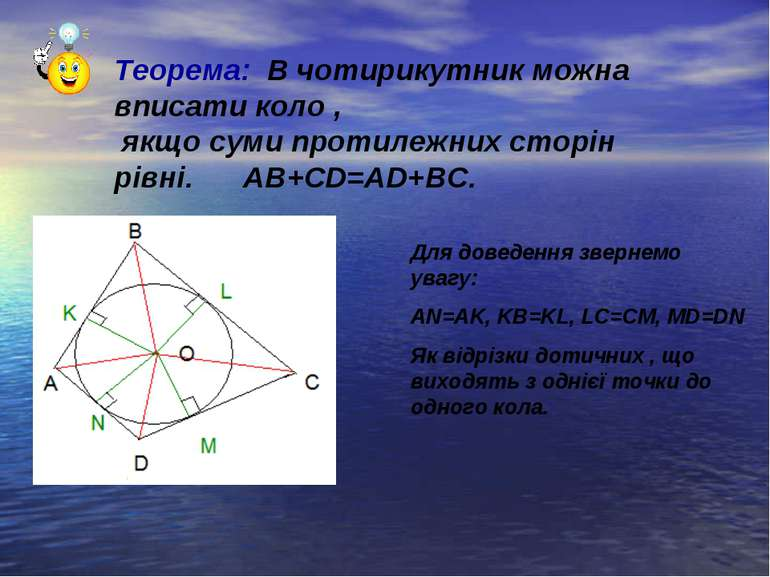 Теорема:  В чотирикутник можна
вписати коло ,
якщо суми протилежних сторін
рівні.      AB+CD=AD+BC.
B
L
K
O
A
C
N
M
D
Для доведення звернемо
увагу:
AN=AK, KB=KL, LC=CM, MD=DN
Як відрізки дотичних , що
виходять з однієї точки до
одного кола.